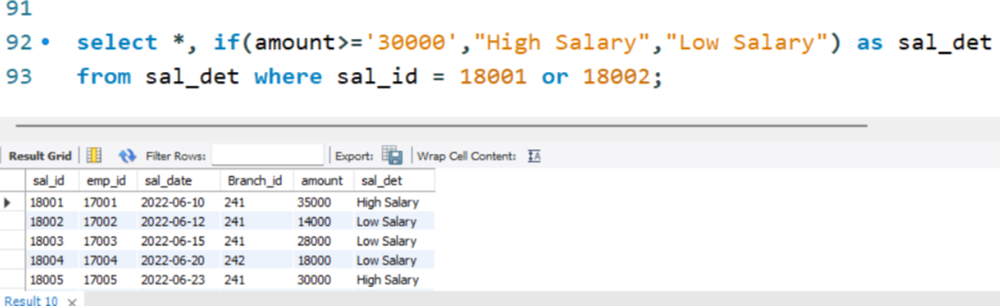 91
92 select *, if(amount>='30000',"High Salary","Low Salary") as sal_det
93 from sal_det where sal_id = 18001 or 18002;
Result Grid Filter Rows: Export: Wrap Cell Content: IA
sal_id emp_id sal_date Branch_id amount sal_det
18001 17001 2022-06-10 241 35000 High Salary
18002 17002 2022-06-12 241 14000 Low Salary
18003 17003 2022-06-15 241 28000 Low Salary
18004 17004 2022-06-20 242 18000 Low Salary
18005 17005 2022-06-23 241 30000 High Salary
Result 10